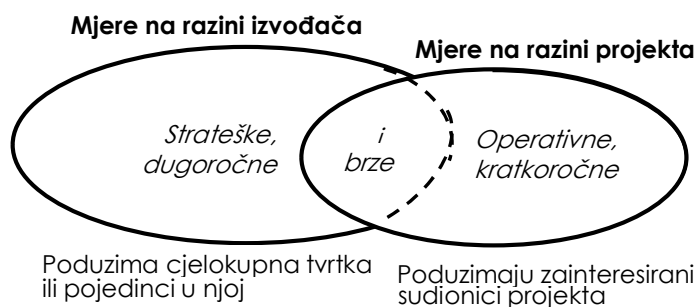 Mjere na razini izvođača
Mjere na razini projekta
Strateške,
dugoročne
i
brze
Operativne,
kratkoročne
Poduzima cjelokupna tvrtka
ili pojedinci u njoj
Poduzimaju zainteresirani
sudionici projekta